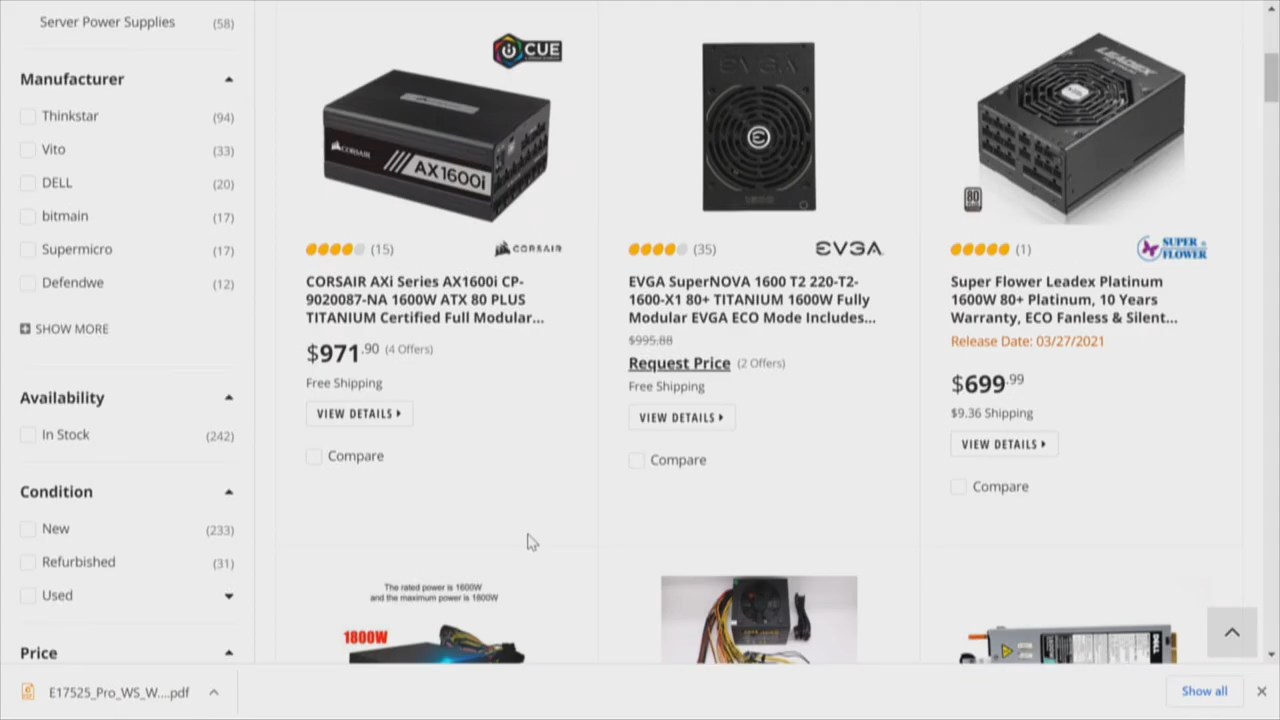 Server Power Supplies (58)
Manufacturer
Thinkstar (94)
Vito (33)
DELL (20)
bitmain (17)
Supermicro (17)
Defendwe (12)
SHOW MORE
Availability
In Stock (242)
Condition
New (233)
Refurbished (31)
Used
Price
CUE
CORSAIR
AX1600i
(15)
CORSAIR
CORSAIR AXi Series AX1600i CP-
9020087-NA 1600W ATX 80 PLUS
TITANIUM Certified Full Modular...
$971.90 (4 Offers)
Free Shipping
VIEW DETAILS
Compare
EVGA
(35)
EVGA
EVGA SuperNOVA 1600 T2 220-T2-
1600-X1 80+ TITANIUM 1600W Fully
Modular EVGA ECO Mode Includes...
$995.88
Request Price (2 Offers)
Free Shipping
VIEW DETAILS
Compare
LEADEX
80
(1)
SUPER
FLOWER
Super Flower Leadex Platinum
1600W 80+ Platinum, 10 Years
Warranty, ECO Fanless & Silent...
Release Date: 03/27/2021
$699.99
$9.36 Shipping
VIEW DETAILS
Compare
The rated power is 1600W
and the maximum power is 1800W
1800W
DELL
E17525_Pro_WS_W....pdf
Show all